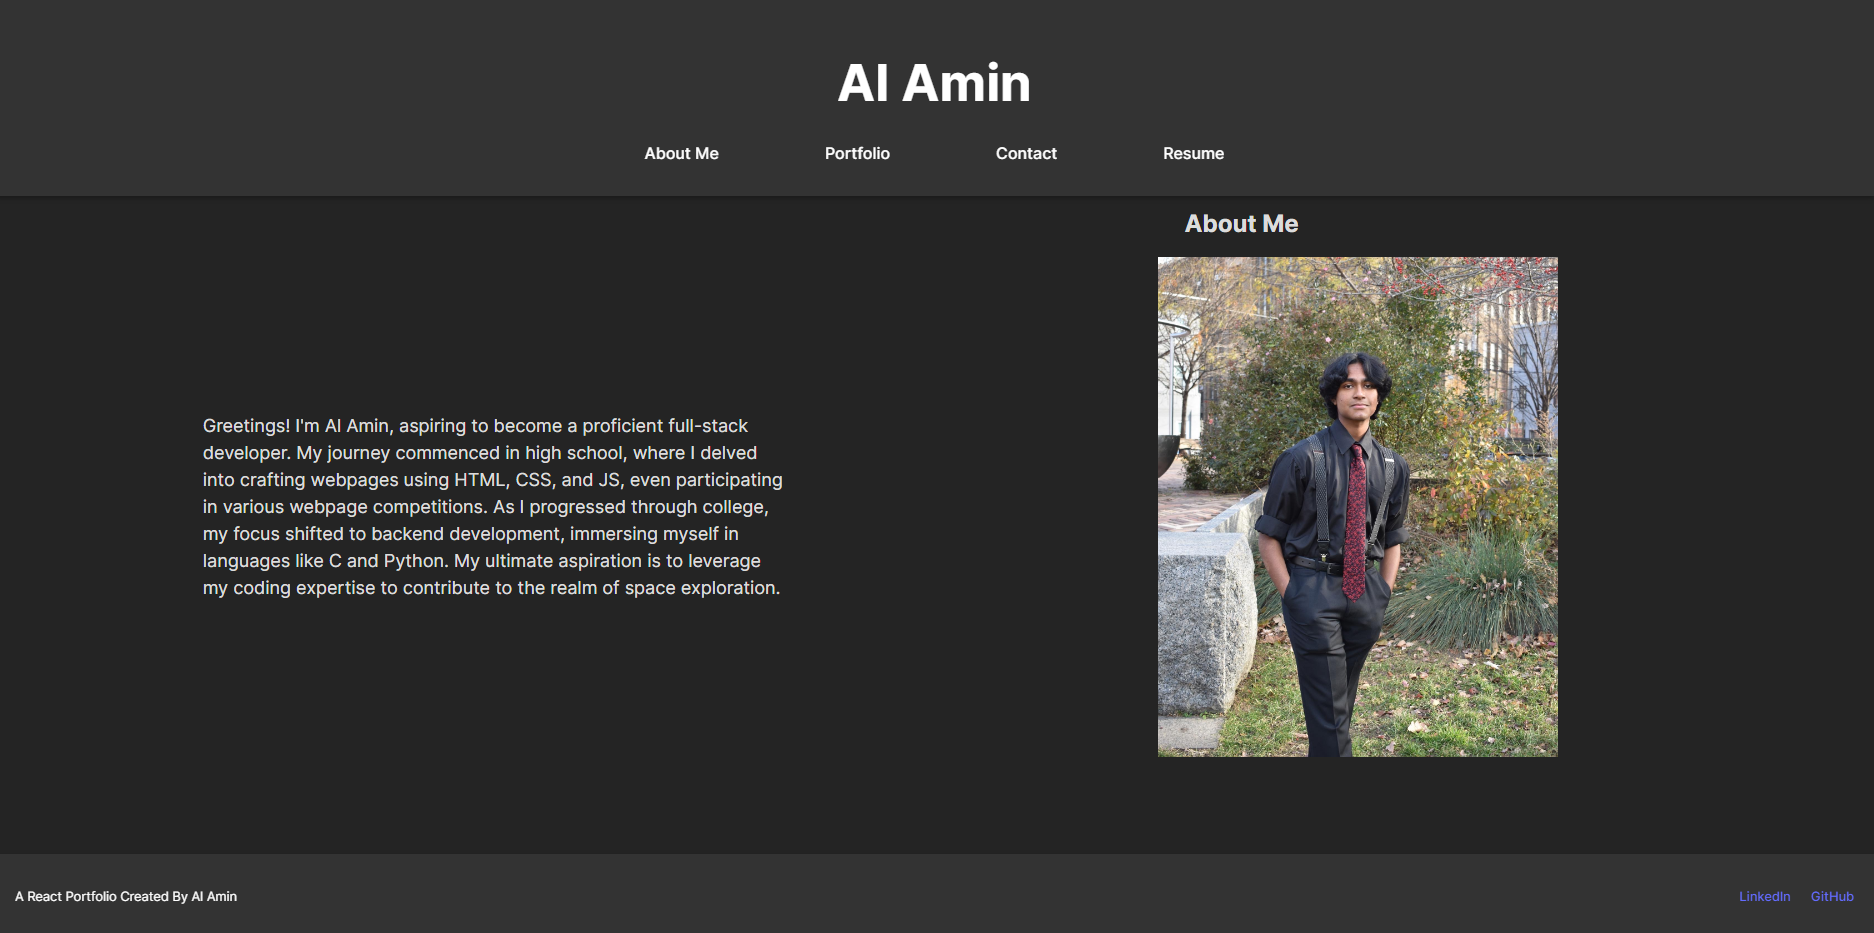 Al Amin
About Me Portfolio Contact Resume
About Me
Greetings! I'm Al Amin, aspiring to become a proficient full-stack
developer. My journey commenced in high school, where I delved
into crafting webpages using HTML, CSS, and JS, even participating
in various webpage competitions. As I progressed through college,
my focus shifted to backend development, immersing myself in
languages like C and Python. My ultimate aspiration is to leverage
my coding expertise to contribute to the realm of space exploration.
A React Portfolio Created By Al Amin
LinkedIn GitHub